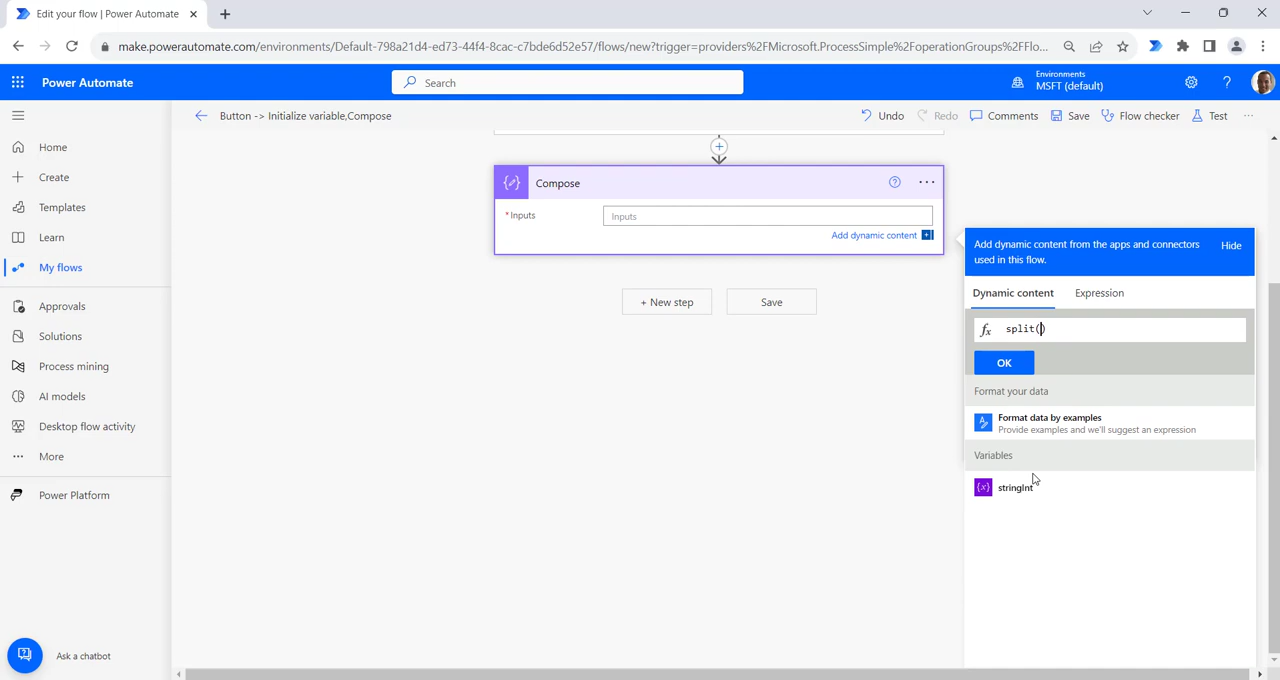 Edit your flow | Power Automate
make.powerautomate.com/environments/Default-798a21d4-ed73-44f4-8cac-c7bde6d52e57/flows/new?trigger=providers%2FMicrosoft.ProcessSimple%2FoperationGroups%2FFlo...
Power Automate
Search
Environments
MSFT (default)
Button -> Initialize variable,Compose
Undo
Redo
Comments
Save
Flow checker
Test
Home
Create
Templates
Learn
My flows
Approvals
Solutions
Process mining
AI models
Desktop flow activity
More
Power Platform
Ask a chatbot
Compose
* Inputs
Inputs
Add dynamic content
+ New step
Save
Add dynamic content from the apps and connectors
used in this flow.
Hide
Dynamic content
Expression
fx split()
OK
Format your data
Format data by examples
Provide examples and we'll suggest an expression
Variables
{x} stringInt